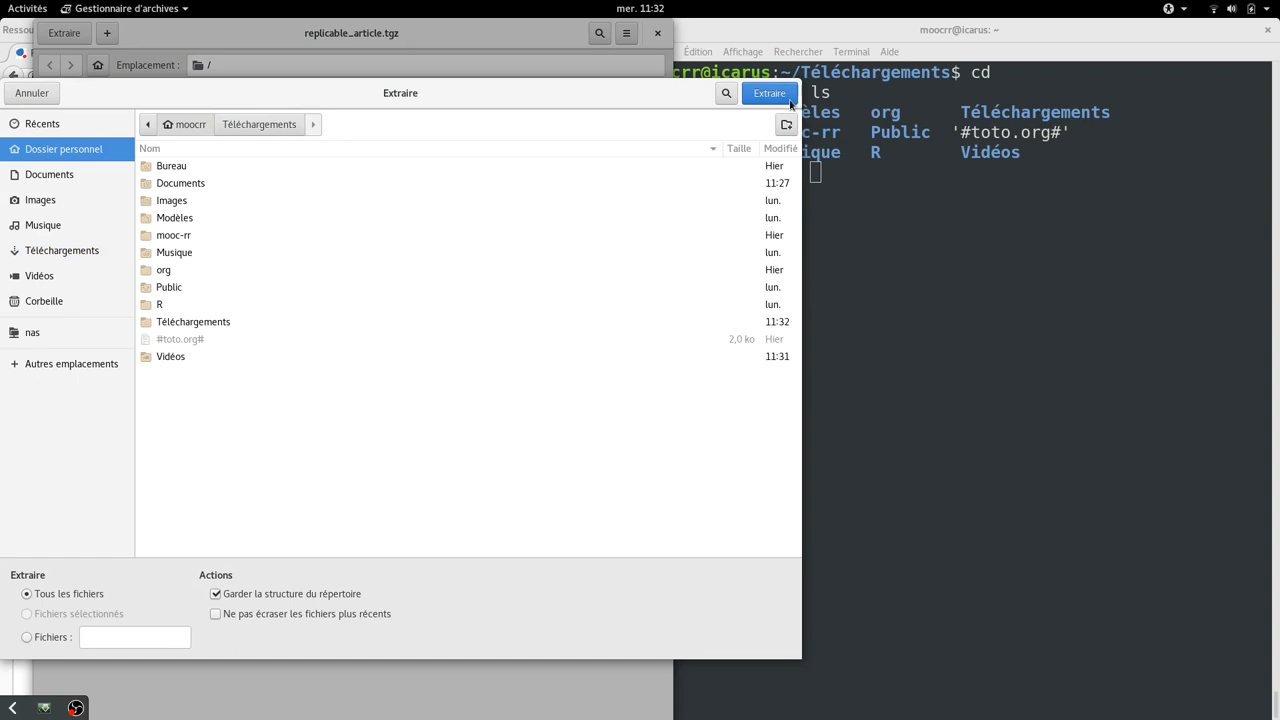 Activités
Gestionnaire d'archives
mer. 11:32
Extraire
+
replicable_article.tgz
moocrr@icarus: ~
Emplacement :
/
Édition
Affichage
Rechercher
Terminal
Aide
crr@icarus:~/Téléchargements$ cd
ls
èles org Téléchargements
c-rr Public '#toto.org#'
ique R Vidéos
Annuler
Extraire
Extraire
Récents
Dossier personnel
Documents
Images
Musique
Téléchargements
Vidéos
Corbeille
nas
Autres emplacements
moocrr
Téléchargements
Nom Taille Modifié
Bureau Hier
Documents 11:27
Images lun.
Modèles lun.
mooc-rr Hier
Musique lun.
org Hier
Public lun.
R lun.
Téléchargements 11:32
#toto.org# 2,0 ko Hier
Vidéos 11:31
Extraire
Tous les fichiers
Fichiers sélectionnés
Fichiers :
Actions
Garder la structure du répertoire
Ne pas écraser les fichiers plus récents